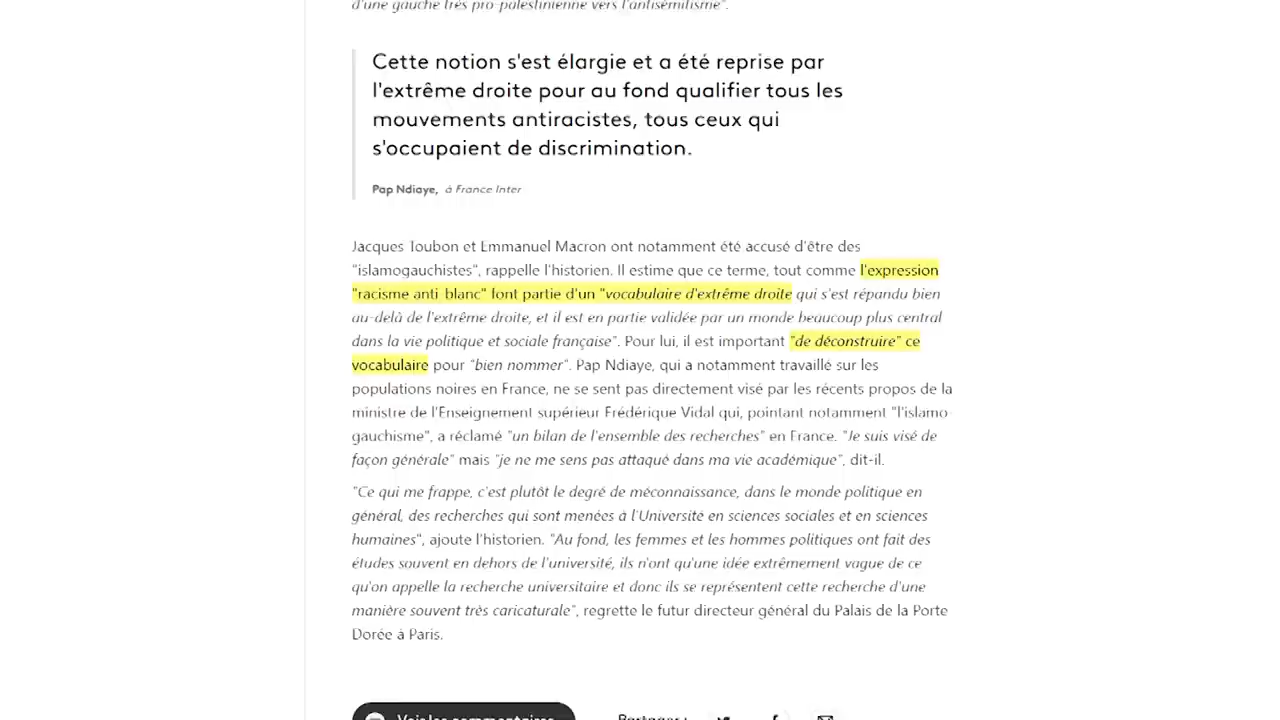 d'une gauche très pro-palestinienne vers l'antisémitisme".
Cette notion s'est élargie et a été reprise par
l'extrême droite pour au fond qualifier tous les
mouvements antiracistes, tous ceux qui
s'occupaient de discrimination.
Pap Ndiaye, à France Inter
Jacques Toubon et Emmanuel Macron ont notamment été accusé d'être des
"islamogauchistes", rappelle l'historien. Il estime que ce terme, tout comme l'expression
"racisme anti-blanc" font partie d'un "vocabulaire d'extrême droite qui s'est répandu bien
au-delà de l'extrême droite, et il est en partie validée par un monde beaucoup plus central
dans la vie politique et sociale française". Pour lui, il est important "de déconstruire" ce
vocabulaire pour "bien nommer". Pap Ndiaye, qui a notamment travaillé sur les
populations noires en France, ne se sent pas directement visé par les récents propos de la
ministre de l'Enseignement supérieur Frédérique Vidal qui, pointant notamment "l'islamo-
gauchisme", a réclamé "un bilan de l'ensemble des recherches" en France. "Je suis visé de
façon générale" mais "je ne me sens pas attaqué dans ma vie académique", dit-il.
"Ce qui me frappe, c'est plutôt le degré de méconnaissance, dans le monde politique en
général, des recherches qui sont menées à l'Université en sciences sociales et en sciences
humaines", ajoute l'historien. "Au fond, les femmes et les hommes politiques ont fait des
études souvent en dehors de l'université, ils n'ont qu'une idée extrêmement vague de ce
qu'on appelle la recherche universitaire et donc ils se représentent cette recherche d'une
manière souvent très caricaturale", regrette le futur directeur général du Palais de la Porte
Dorée à Paris.
Voir les commentaires Partager :